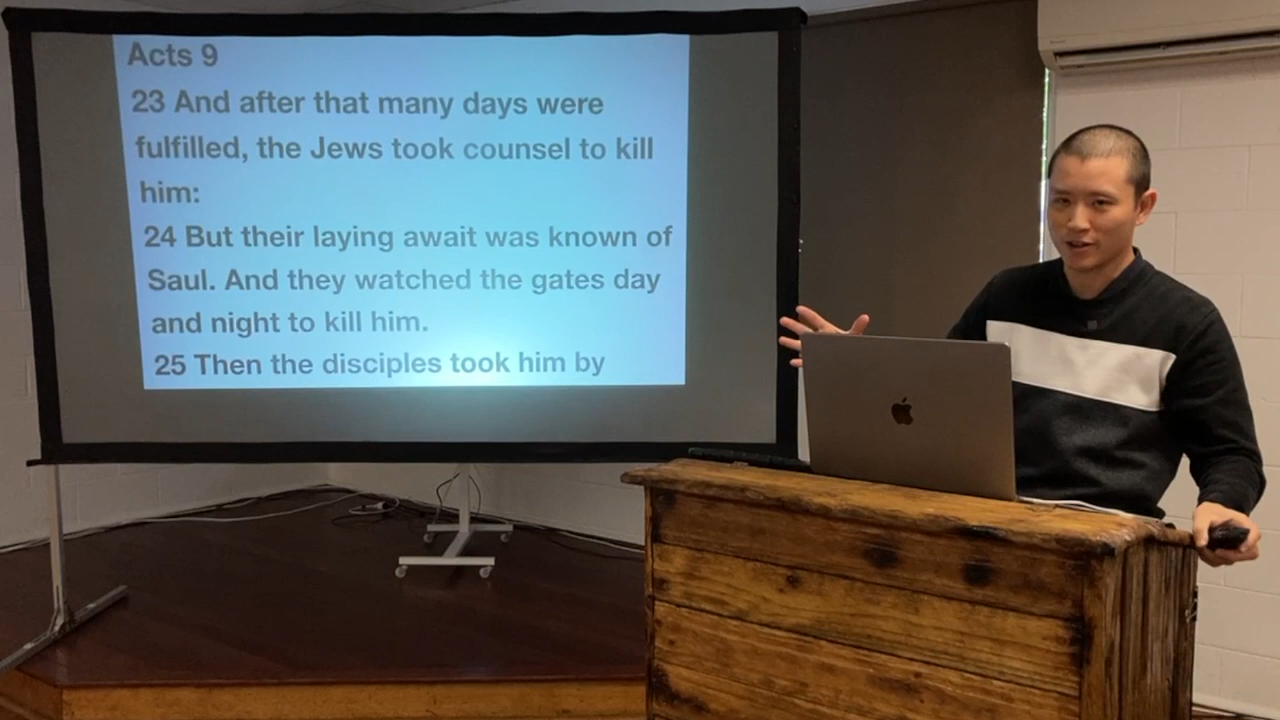 Acts 9
23 And after that many days were
fulfilled, the Jews took counsel to kill
him:
24 But their laying await was known of
Saul. And they watched the gates day
and night to kill him.
25 Then the disciples took him by